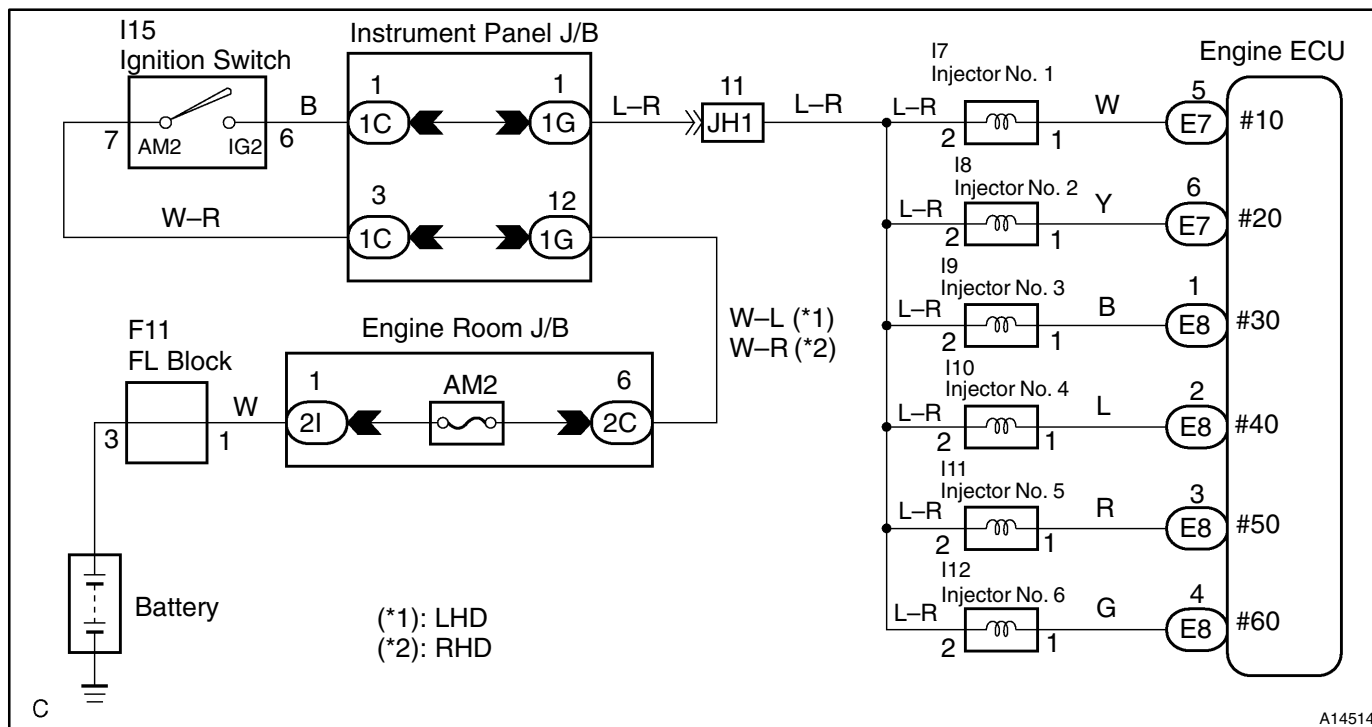 I15
Ignition Switch
7
AM2
IG2
6
B
W–R
Instrument Panel J/B
1
1C
1
1G
3
1C
12
1G
L–R
11
JH1
L–R
W–L (*1)
W–R (*2)
F11
FL Block
3
1
W
Engine Room J/B
1
2I
AM2
6
2C
Battery
(*1): LHD
(*2): RHD
Engine ECU
I7
Injector No. 1
L–R
2
1
W
5
E7
#10
I8
Injector No. 2
L–R
2
1
Y
6
E7
#20
I9
Injector No. 3
L–R
2
1
B
1
E8
#30
I10
Injector No. 4
L–R
2
1
L
2
E8
#40
I11
Injector No. 5
L–R
2
1
R
3
E8
#50
I12
Injector No. 6
L–R
2
1
G
4
E8
#60
C
A14514